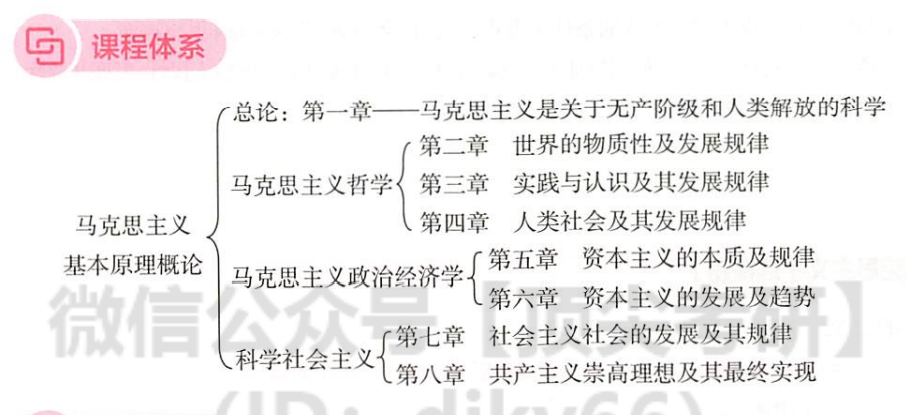 课程体系
总论：第一章——马克思主义是关于无产阶级和人类解放的科学
第二章 世界的物质性及发展规律
马克思主义哲学 第三章 实践与认识及其发展规律
第四章 人类社会及其发展规律
马克思主义
基本原理概论
马克思主义政治经济学 第五章 资本主义的本质及规律
第六章 资本主义的发展及趋势
科学社会主义 第七章 社会主义社会的发展及其规律
第八章 共产主义崇高理想及其最终实现
微信公众号【顶尖考研】
(ID: djky66)